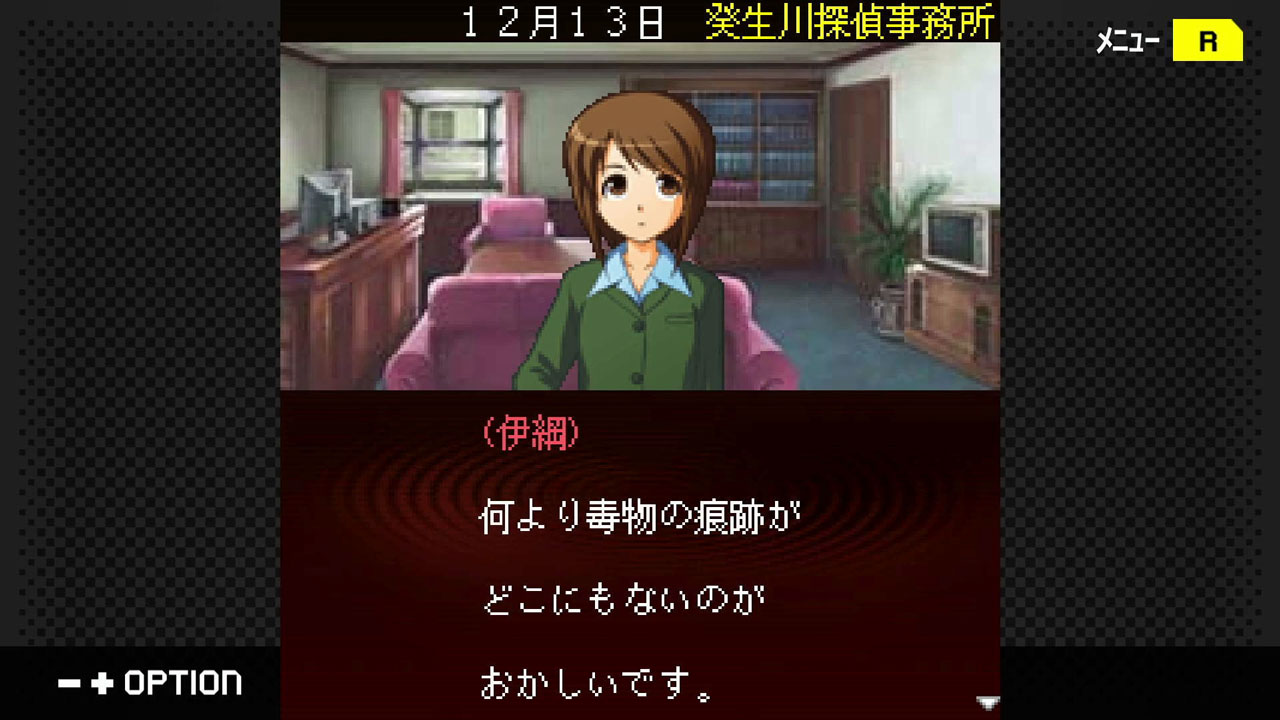 １２月１３日　癸生川探偵事務所
メニュー R
(伊綱)
何より毒物の痕跡が
どこにもないのが
おかしいです。
− + OPTION